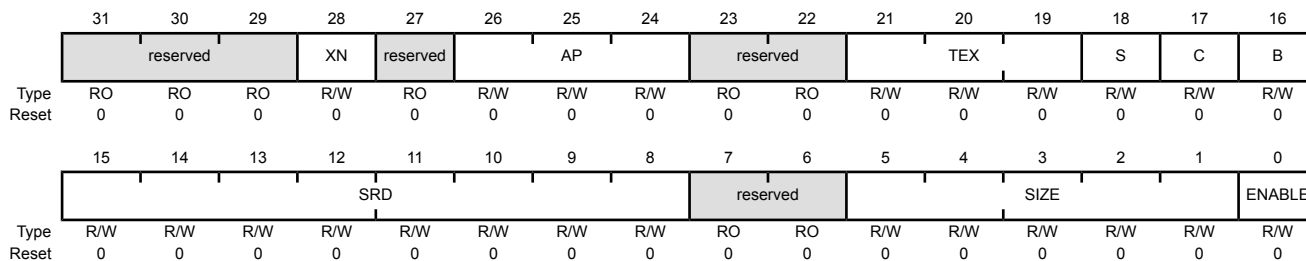 31 30 29 28 27 26 25 24 23 22 21 20 19 18 17 16
reserved XN reserved AP reserved TEX S C B
Type RO RO RO R/W RO R/W R/W R/W RO RO R/W R/W R/W R/W R/W R/W
Reset 0 0 0 0 0 0 0 0 0 0 0 0 0 0 0 0
15 14 13 12 11 10 9 8 7 6 5 4 3 2 1 0
SRD reserved SIZE ENABLE
Type R/W R/W R/W R/W R/W R/W R/W R/W RO RO R/W R/W R/W R/W R/W R/W
Reset 0 0 0 0 0 0 0 0 0 0 0 0 0 0 0 0